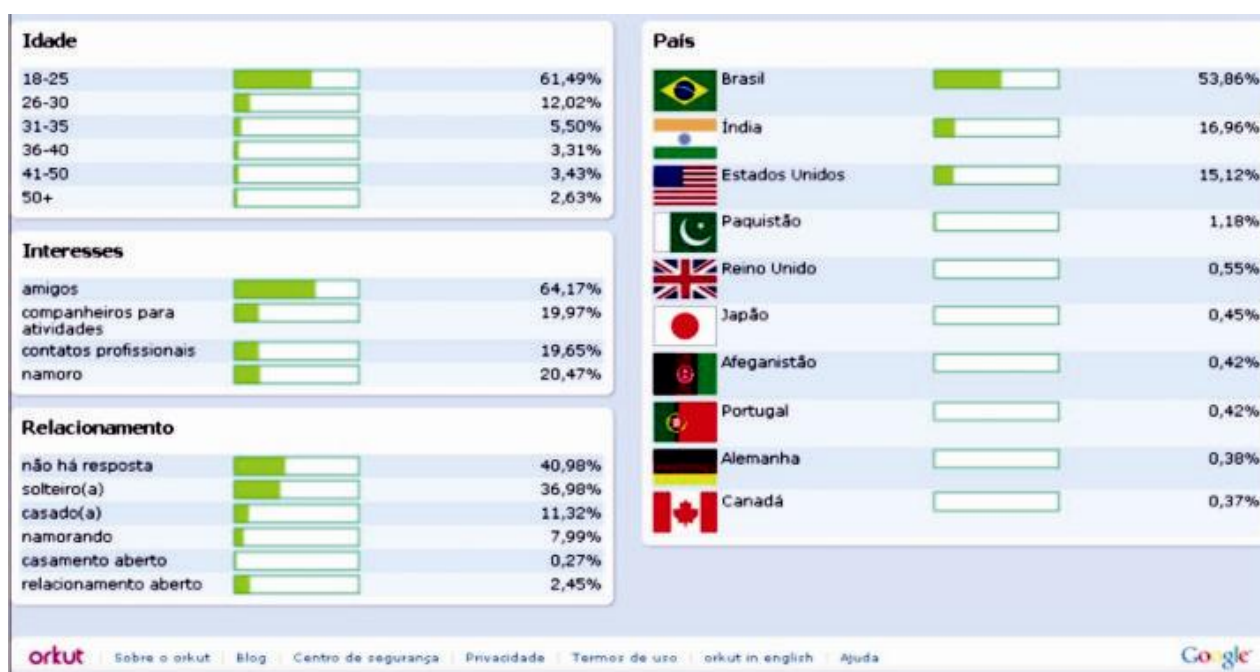 Idade
18-25 61,49%
26-30 12,02%
31-35 5,50%
36-40 3,31%
41-50 3,43%
50+ 2,63%
Interesses
amigos 64,17%
companheiros para
atividades 19,97%
contatos profissionais 19,65%
namoro 20,47%
Relacionamento
não há resposta 40,98%
solteiro(a) 36,98%
casado(a) 11,32%
namorando 7,99%
casamento aberto 0,27%
relacionamento aberto 2,45%
País
Brasil 53,86%
Índia 16,96%
Estados Unidos 15,12%
Paquistão 1,18%
Reino Unido 0,55%
Japão 0,45%
Afeganistão 0,42%
Portugal 0,42%
Alemanha 0,38%
Canadá 0,37%
orkut Sobre o orkut Blog Centro de segurança Privacidade Termos de uso orkut in english Ajuda Google